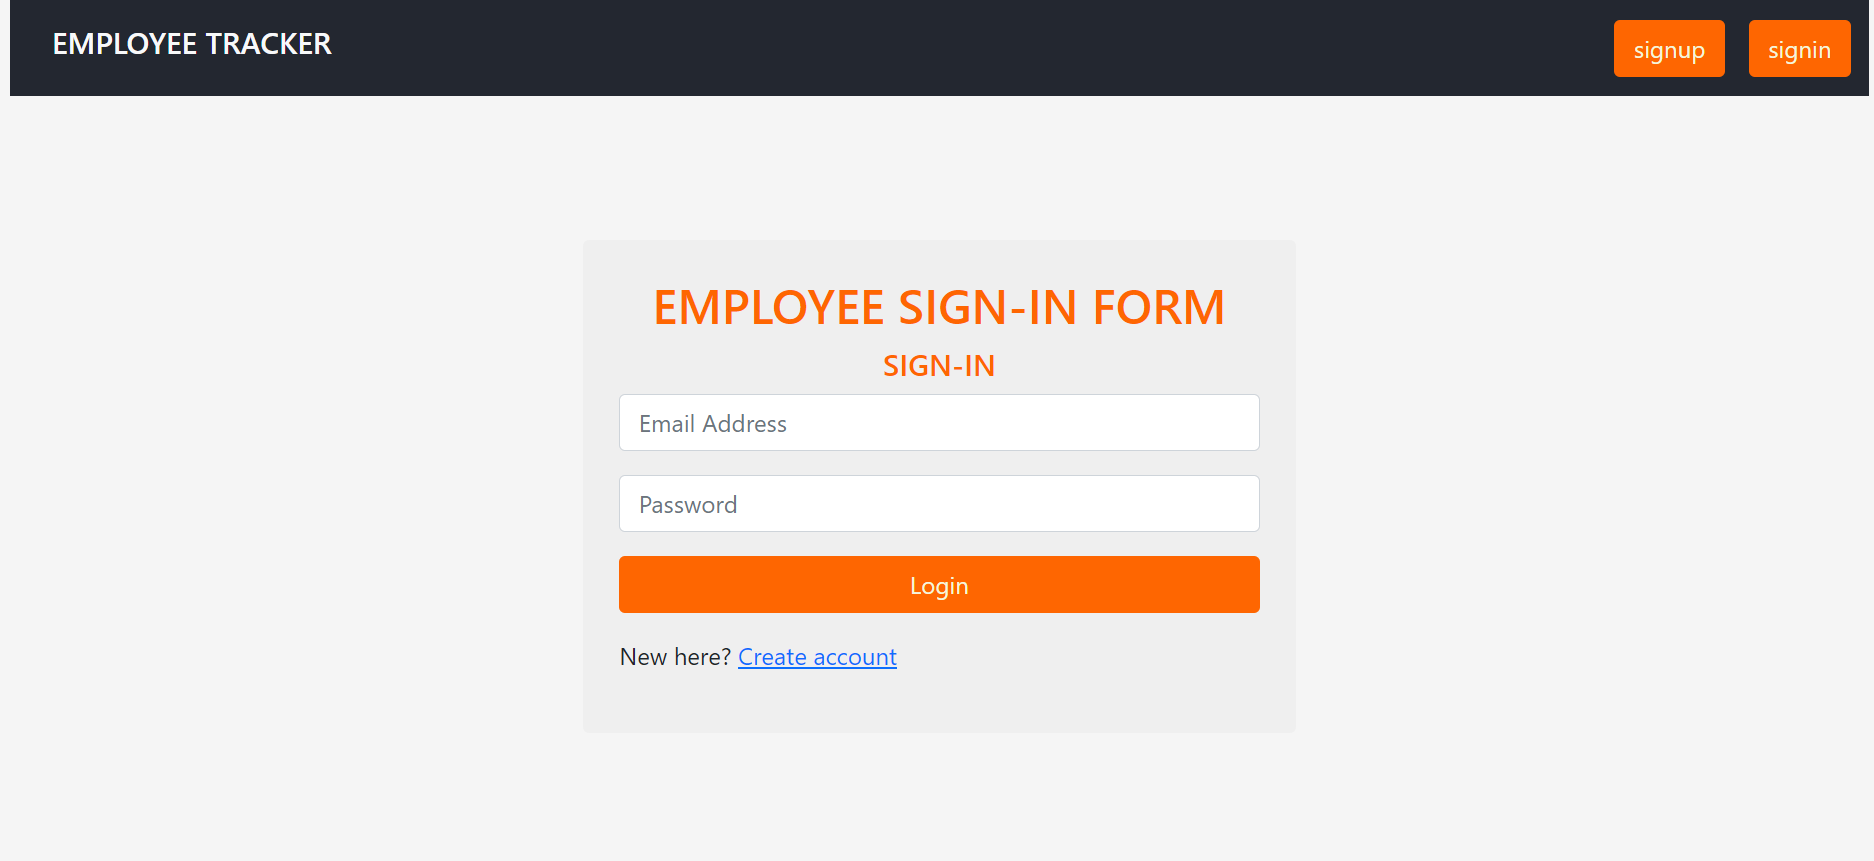 EMPLOYEE TRACKER
signup
signin
EMPLOYEE SIGN-IN FORM
SIGN-IN
Email Address
Password
Login
New here? Create account